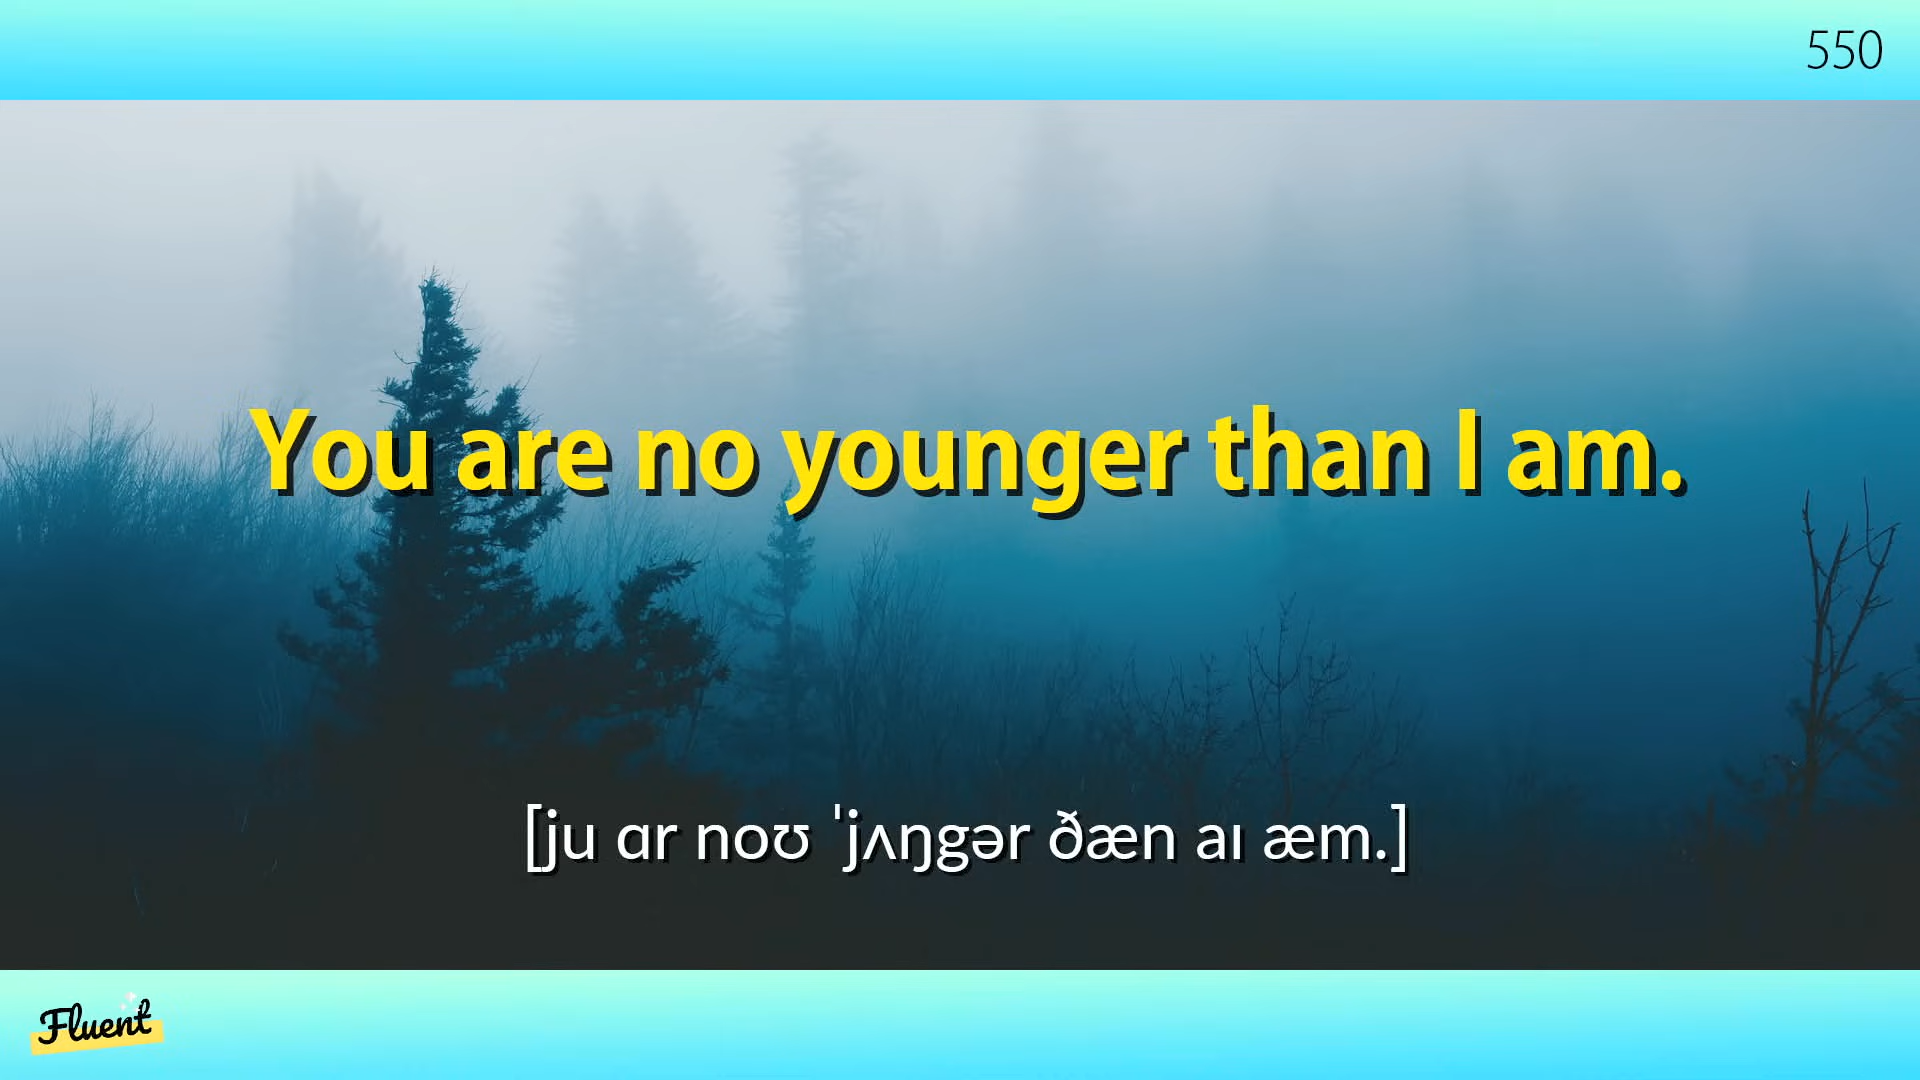 550
You are no younger than I am.
[ju ɑr noʊ ˈjʌŋgər ðæn aɪ æm.]
Fluent